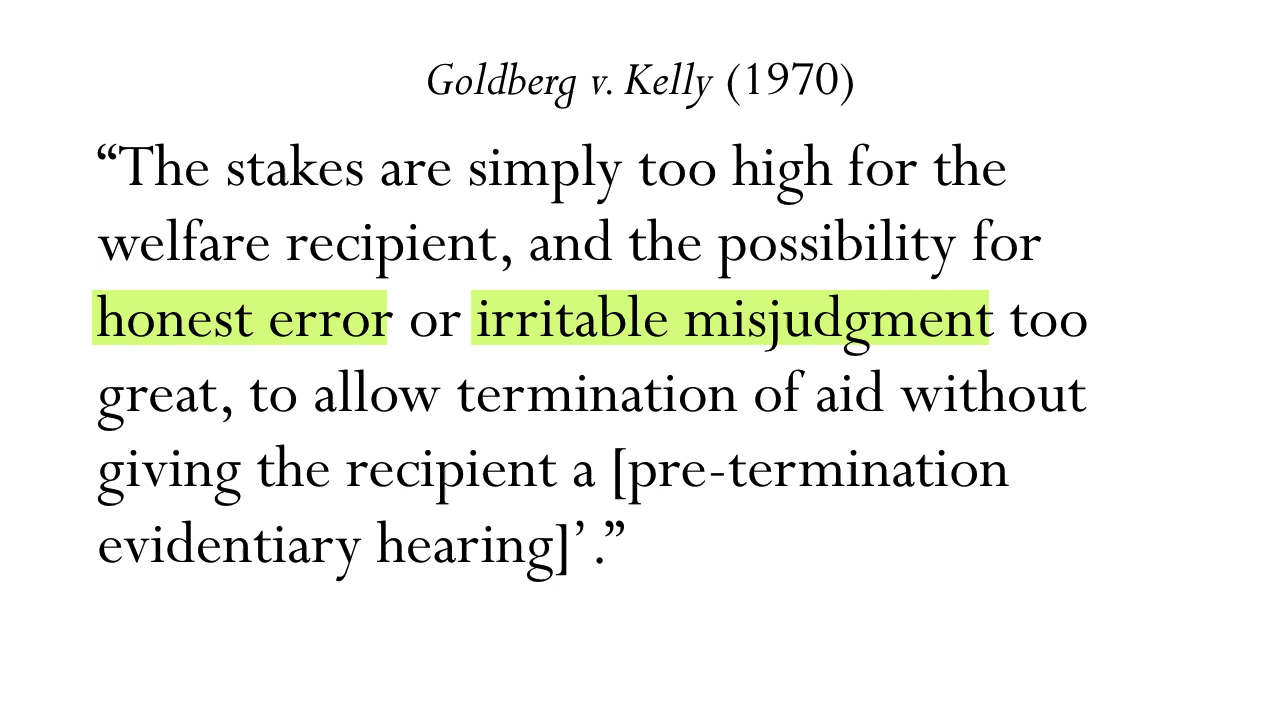 Goldberg v. Kelly (1970)
“The stakes are simply too high for the
welfare recipient, and the possibility for
honest error or irritable misjudgment too
great, to allow termination of aid without
giving the recipient a [pre-termination
evidentiary hearing]’ .”